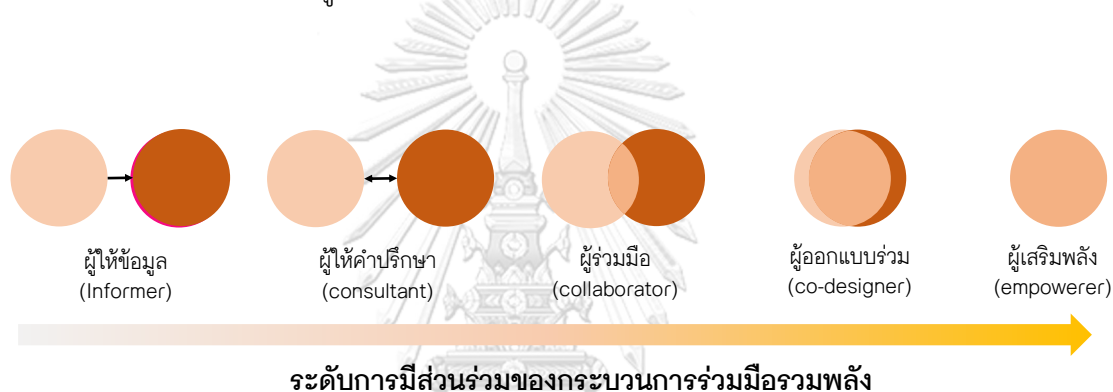 ผู้ให้ข้อมูล
(Informer)
ผู้ให้คำปรึกษา
(consultant)
ผู้ร่วมมือ
(collaborator)
ผู้ออกแบบร่วม
(co-designer)
ผู้เสริมพลัง
(empowerer)
ระดับการมีส่วนร่วมของกระบวนการร่วมมือรวมพลัง